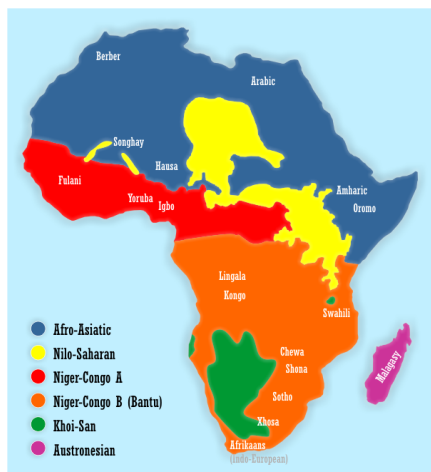 Berber
Arabic
Songhay
Hausa
Fulani
Yoruba
Igbo
Amharic
Oromo
Lingala
Kongo
Swahili
Chewa
Shona
Malagasy
Sotho
Xhosa
Afrikaans
(Indo-European)
Afro-Asiatic
Nilo-Saharan
Niger-Congo A
Niger-Congo B (Bantu)
Khoi-San
Austronesian